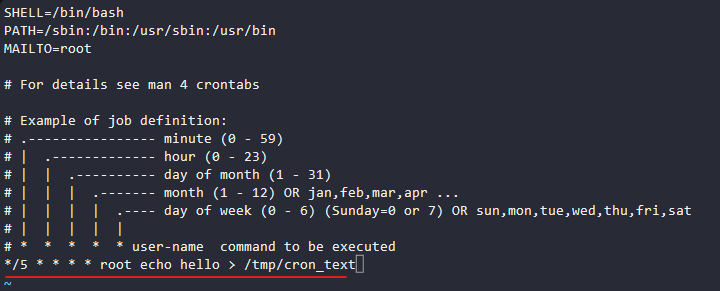 SHELL=/bin/bash
PATH=/sbin:/bin:/usr/sbin:/usr/bin
MAILTO=root

# For details see man 4 crontabs

# Example of job definition:
# .---------------- minute (0 - 59)
# |  .------------- hour (0 - 23)
# |  |  .---------- day of month (1 - 31)
# |  |  |  .------- month (1 - 12) OR jan,feb,mar,apr ...
# |  |  |  |  .---- day of week (0 - 6) (Sunday=0 or 7) OR sun,mon,tue,wed,thu,fri,sat
# |  |  |  |  |
# *  *  *  *  * user-name  command to be executed
*/5 * * * * root echo hello > /tmp/cron_text
~